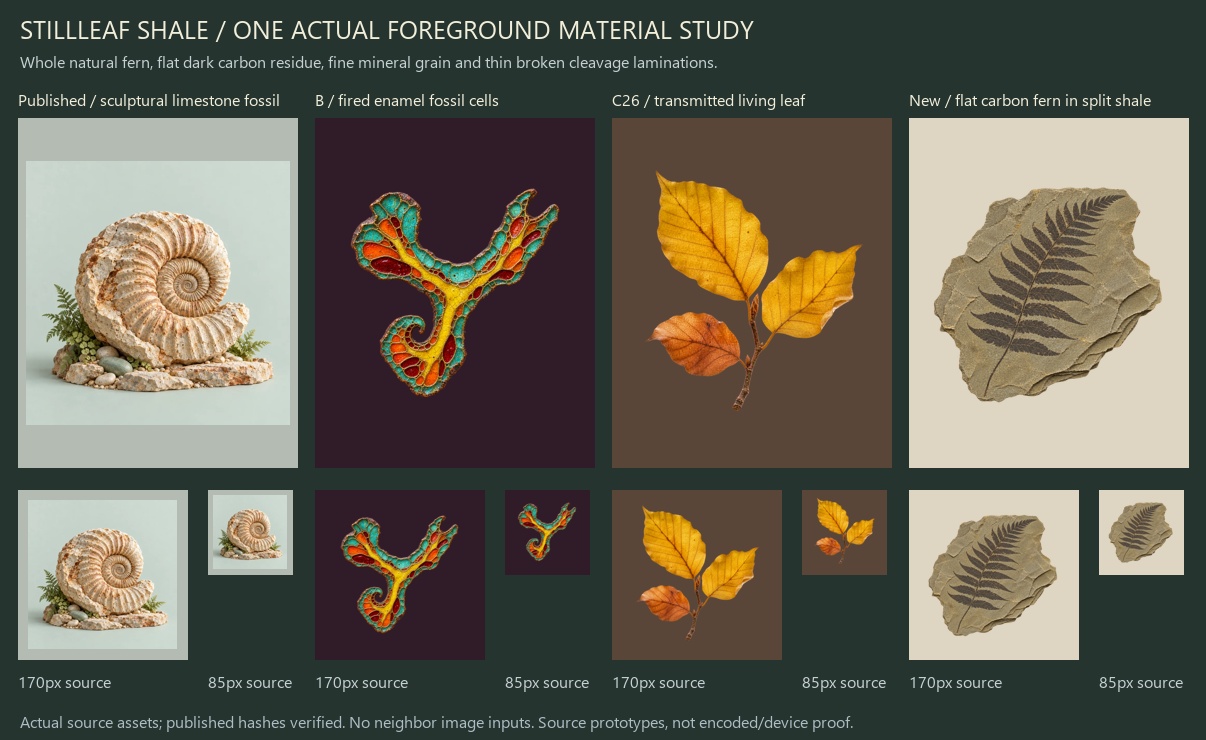 STILLLEAF SHALE / ONE ACTUAL FOREGROUND MATERIAL STUDY
Whole natural fern, flat dark carbon residue, fine mineral grain and thin broken cleavage laminations.
Published / sculptural limestone fossil
B / fired enamel fossil cells
C26 / transmitted living leaf
New / flat carbon fern in split shale
170px source
85px source
170px source
85px source
170px source
85px source
170px source
85px source
Actual source assets; published hashes verified. No neighbor image inputs. Source prototypes, not encoded/device proof.